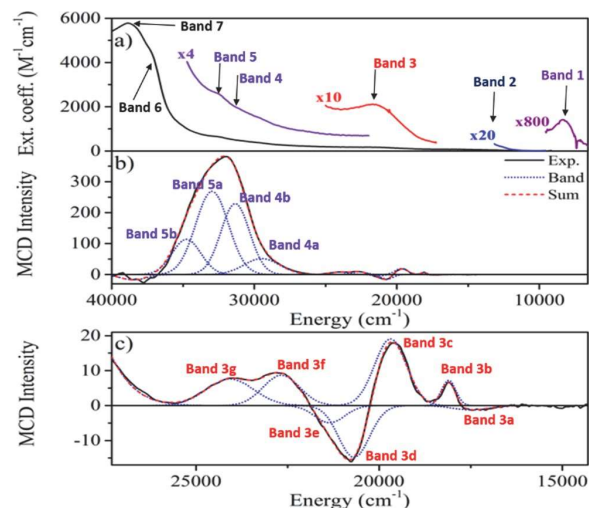 Band 7
a)
x4
Band 5
Band 4
Band 6
x10
Band 3
Band 2
x20
Band 1
x800
6000
4000
2000
0
Ext. coeff. (M⁻¹cm⁻¹)
b)
Exp.
Band
Sum
Band 5a
Band 4b
Band 5b
Band 4a
300
200
100
0
MCD Intensity
40000 30000 20000 10000
Energy (cm⁻¹)
c)
Band 3g
Band 3f
Band 3c
Band 3b
Band 3e
Band 3d
Band 3a
20
10
0
-10
MCD Intensity
25000 20000 15000
Energy (cm⁻¹)